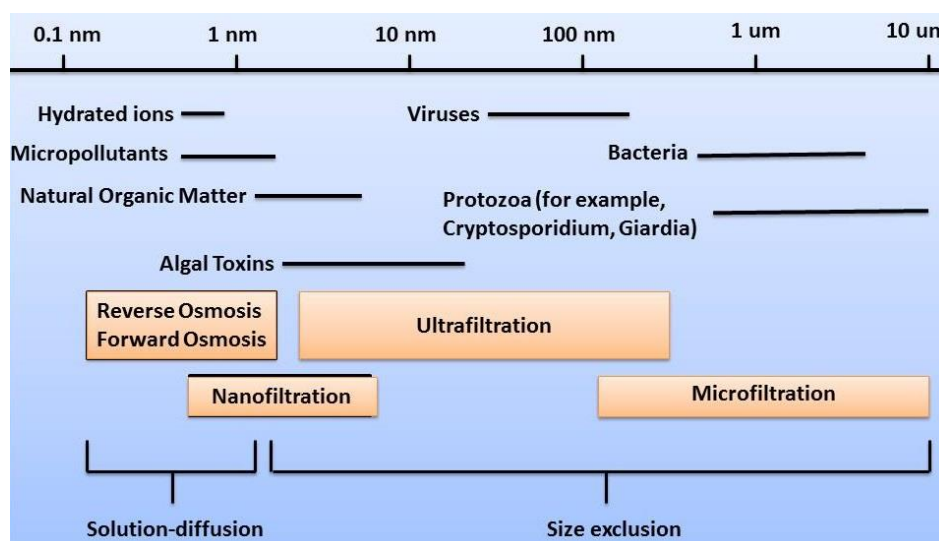 0.1 nm 1 nm 10 nm 100 nm 1 um 10 um
Hydrated ions
Viruses
Micropollutants
Bacteria
Natural Organic Matter
Protozoa (for example,
Cryptosporidium, Giardia)
Algal Toxins
Reverse Osmosis
Forward Osmosis
Ultrafiltration
Nanofiltration
Microfiltration
Solution-diffusion
Size exclusion